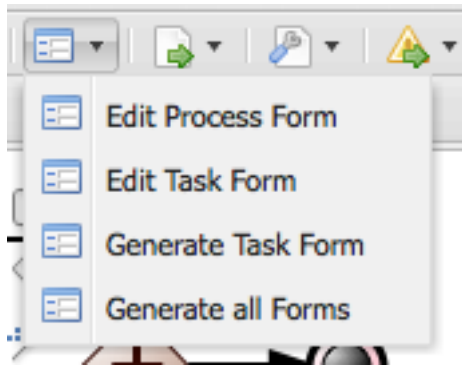 Edit Process Form
Edit Task Form
Generate Task Form
Generate all Forms